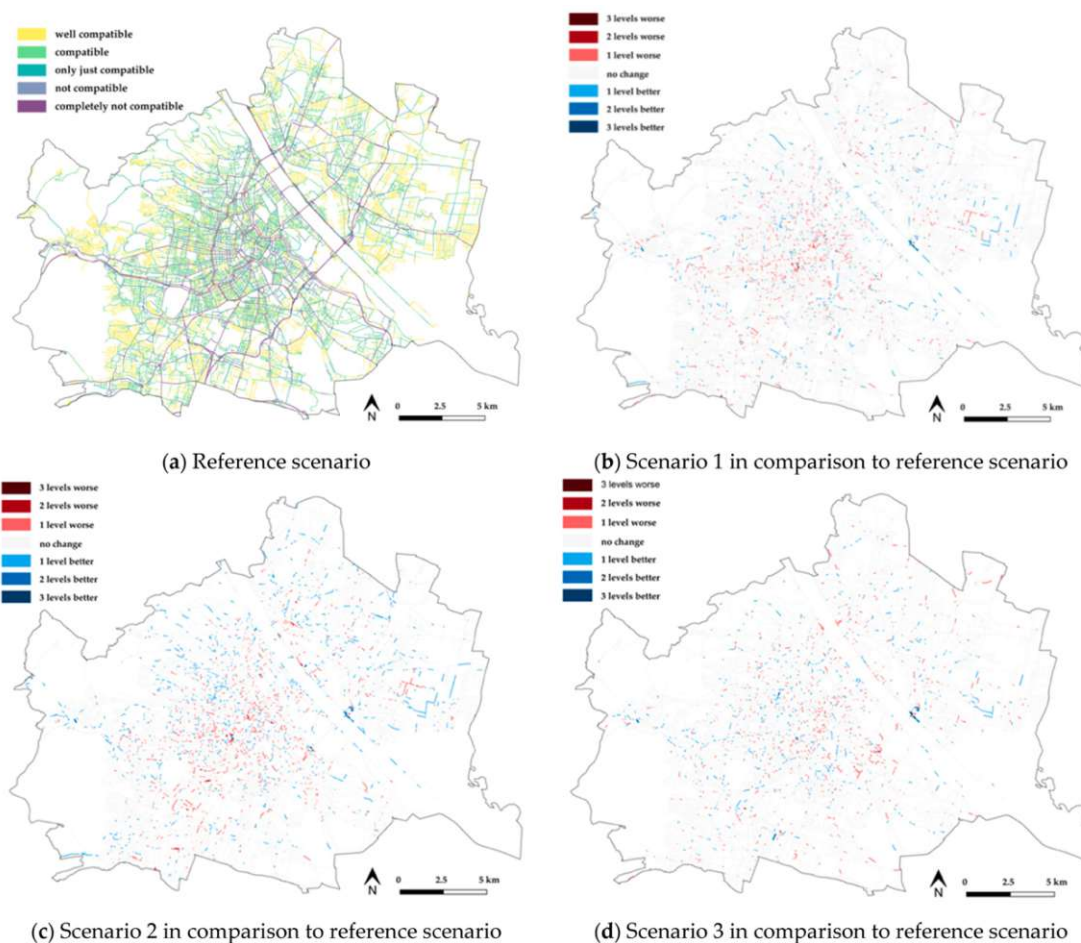 well compatible
compatible
only just compatible
not compatible
completely not compatible
N
0 2.5 5 km
(a) Reference scenario
3 levels worse
2 levels worse
1 level worse
no change
1 level better
2 levels better
3 levels better
N
0 2.5 5 km
(b) Scenario 1 in comparison to reference scenario
3 levels worse
2 levels worse
1 level worse
no change
1 level better
2 levels better
3 levels better
N
0 2.5 5 km
(c) Scenario 2 in comparison to reference scenario
3 levels worse
2 levels worse
1 level worse
no change
1 level better
2 levels better
3 levels better
N
0 2.5 5 km
(d) Scenario 3 in comparison to reference scenario